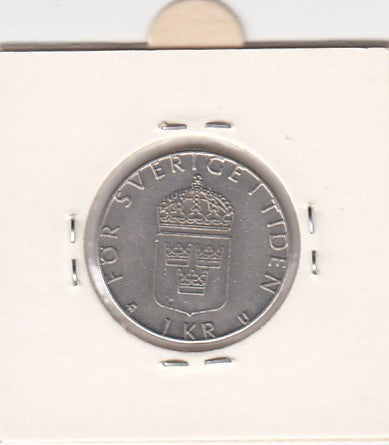 FÖR SVERIGE I TIDEN
1 KR U